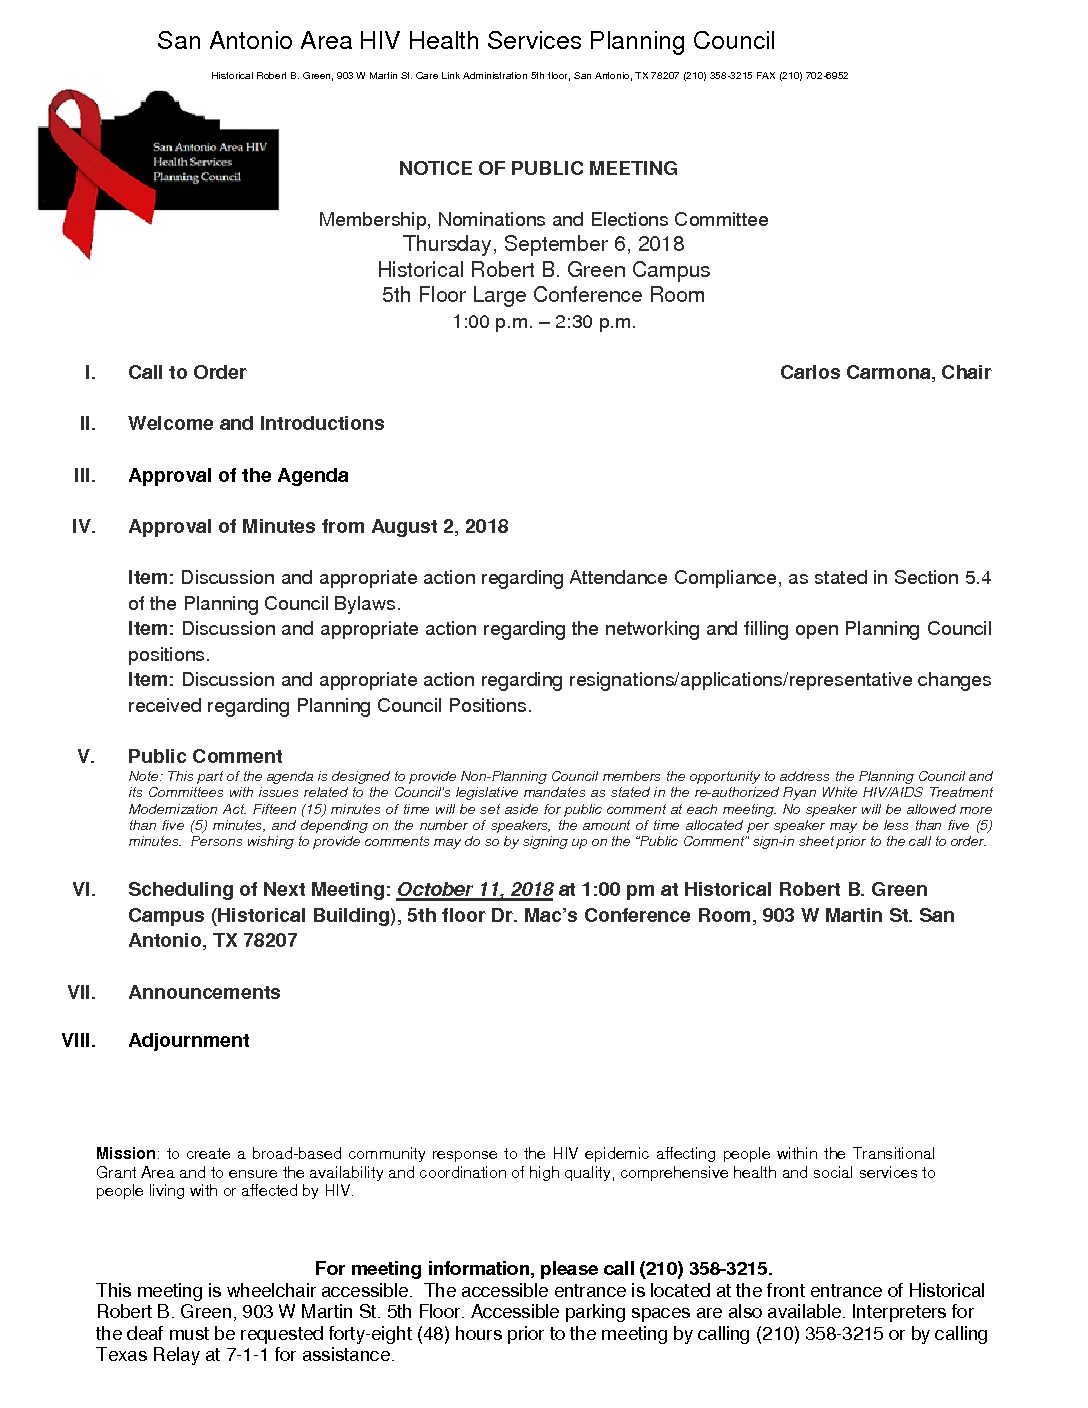 San Antonio Area HIV Health Services Planning Council
Historical Robert B. Green, 903 W Martin St. Care Link Administration 5th floor, San Antonio, TX 78207 (210) 358-3215 FAX (210) 702-6952
San Antonio Area HIV
Health Services
Planning Council
NOTICE OF PUBLIC MEETING
Membership, Nominations and Elections Committee
Thursday, September 6, 2018
Historical Robert B. Green Campus
5th Floor Large Conference Room
1:00 p.m. – 2:30 p.m.
I. Call to Order Carlos Carmona, Chair
II. Welcome and Introductions
III. Approval of the Agenda
IV. Approval of Minutes from August 2, 2018
Item: Discussion and appropriate action regarding Attendance Compliance, as stated in Section 5.4
of the Planning Council Bylaws.
Item: Discussion and appropriate action regarding the networking and filling open Planning Council
positions.
Item: Discussion and appropriate action regarding resignations/applications/representative changes
received regarding Planning Council Positions.
V. Public Comment
Note: This part of the agenda is designed to provide Non-Planning Council members the opportunity to address the Planning Council and
its Committees with issues related to the Council's legislative mandates as stated in the re-authorized Ryan White HIV/AIDS Treatment
Modernization Act. Fifteen (15) minutes of time will be set aside for public comment at each meeting. No speaker will be allowed more
than five (5) minutes, and depending on the number of speakers, the amount of time allocated per speaker may be less than five (5)
minutes. Persons wishing to provide comments may do so by signing up on the "Public Comment" sign-in sheet prior to the call to order.
VI. Scheduling of Next Meeting: October 11, 2018 at 1:00 pm at Historical Robert B. Green
Campus (Historical Building), 5th floor Dr. Mac's Conference Room, 903 W Martin St. San
Antonio, TX 78207
VII. Announcements
VIII. Adjournment
Mission: to create a broad-based community response to the HIV epidemic affecting people within the Transitional
Grant Area and to ensure the availability and coordination of high quality, comprehensive health and social services to
people living with or affected by HIV.
For meeting information, please call (210) 358-3215.
This meeting is wheelchair accessible. The accessible entrance is located at the front entrance of Historical
Robert B. Green, 903 W Martin St. 5th Floor. Accessible parking spaces are also available. Interpreters for
the deaf must be requested forty-eight (48) hours prior to the meeting by calling (210) 358-3215 or by calling
Texas Relay at 7-1-1 for assistance.